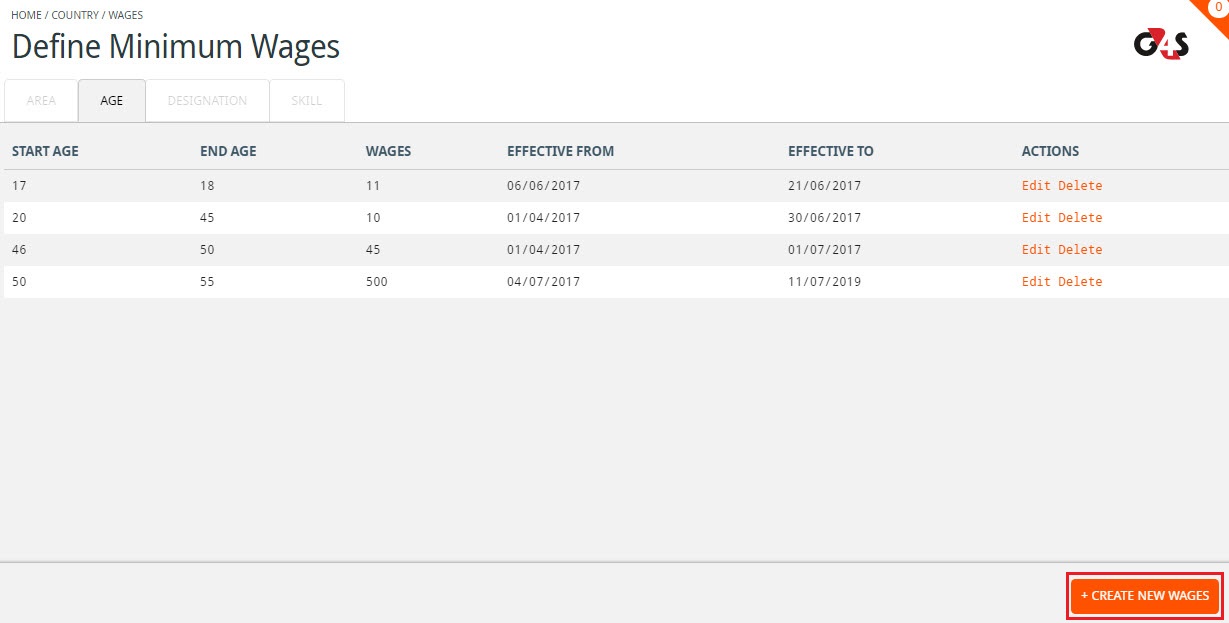 HOME / COUNTRY / WAGES
0
Define Minimum Wages
G4S
AREA AGE DESIGNATION SKILL
START AGE END AGE WAGES EFFECTIVE FROM EFFECTIVE TO ACTIONS
17 18 11 06/06/2017 21/06/2017 Edit Delete
20 45 10 01/04/2017 30/06/2017 Edit Delete
46 50 45 01/04/2017 01/07/2017 Edit Delete
50 55 500 04/07/2017 11/07/2019 Edit Delete
+ CREATE NEW WAGES